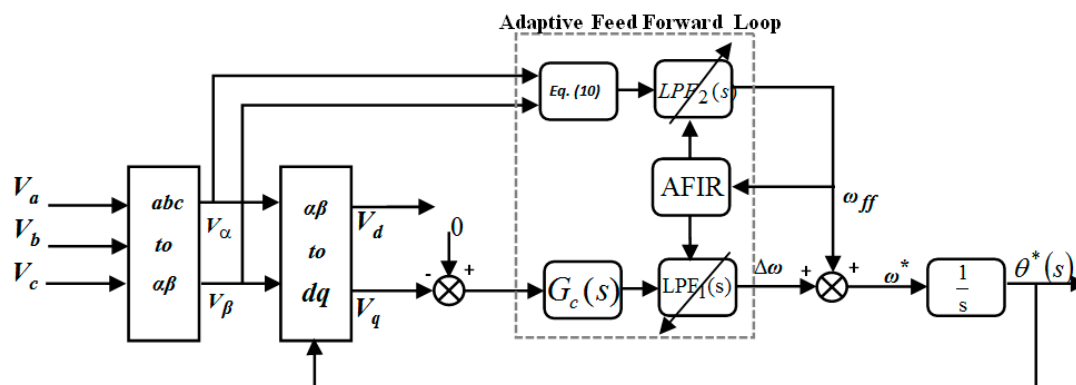 Adaptive Feed Forward Loop
Eq. (10)
LPF2(s)
AFIR
ωff
Va
Vb
Vc
abc
to
αβ
Vα
Vβ
αβ
to
dq
Vd
Vq
0
-
+
Gc(s)
LPF1(s)
Δω
+
+
ω*
1
s
θ*(s)